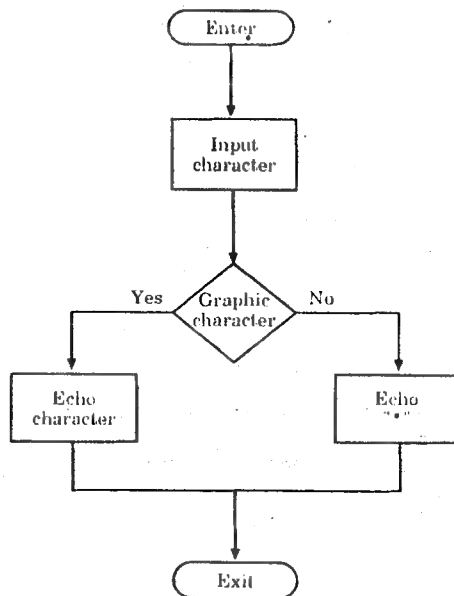 Enter
Input
character
Graphic
character
Yes
No
Echo
character
Echo
"•"
Exit